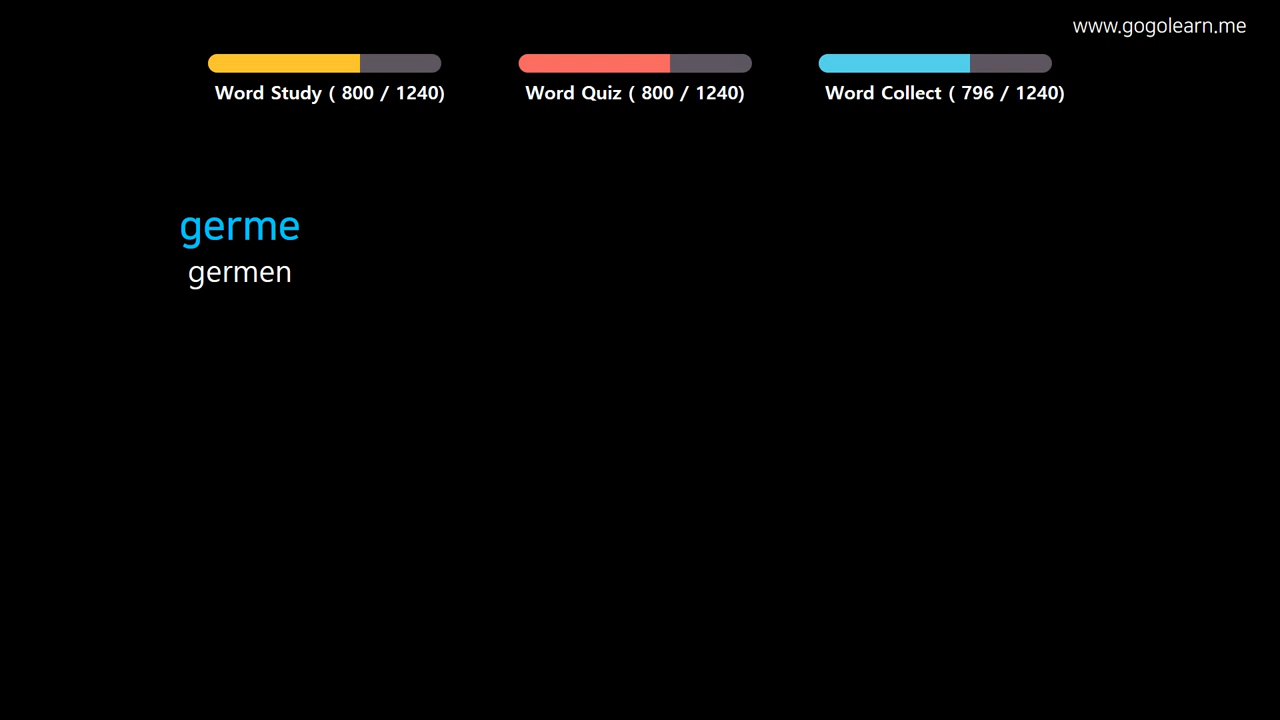 www.gogolearn.me
Word Study ( 800 / 1240)
Word Quiz ( 800 / 1240)
Word Collect ( 796 / 1240)
germe
germen